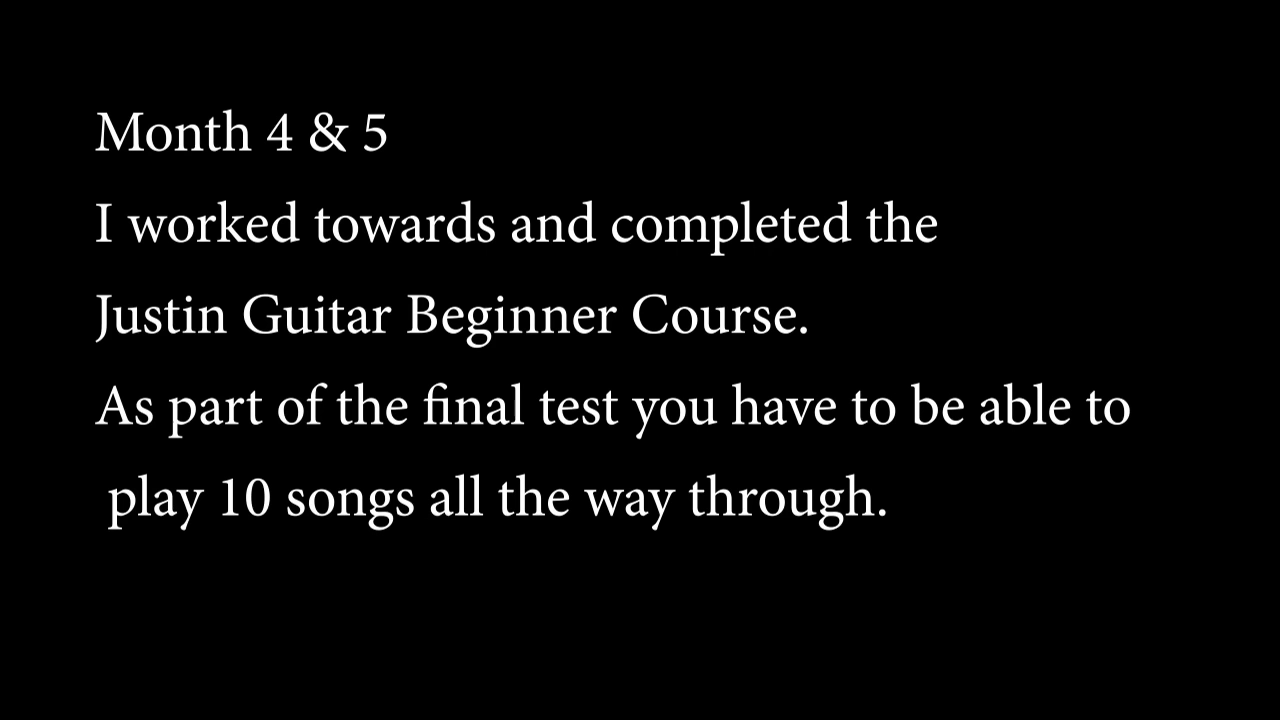 Month 4 & 5
I worked towards and completed the
Justin Guitar Beginner Course.
As part of the final test you have to be able to
play 10 songs all the way through.